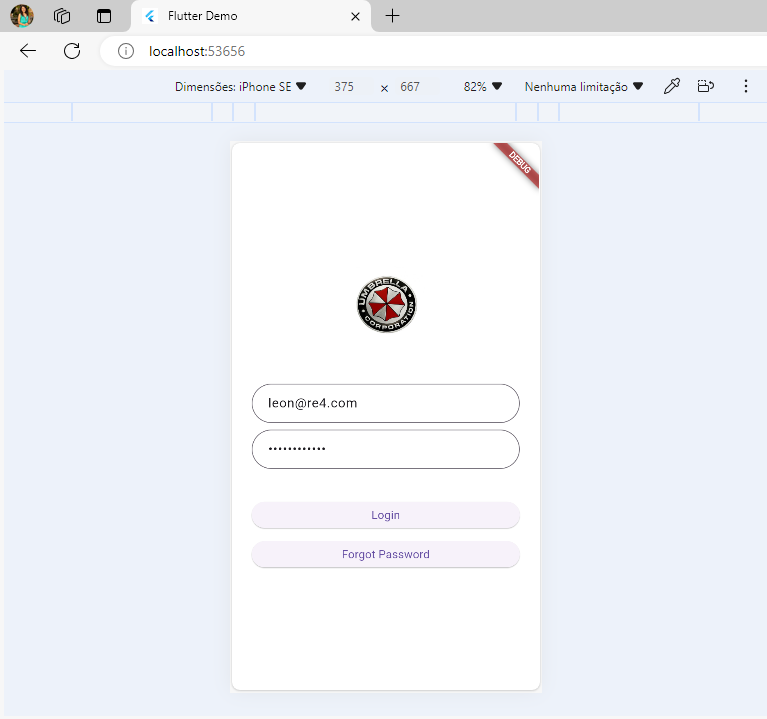 Flutter Demo
localhost:53656
Dimensões: iPhone SE 375 × 667 82% Nenhuma limitação
DEBUG
UMBRELLA
CORPORATION
leon@re4.com
••••••••••••
Login
Forgot Password